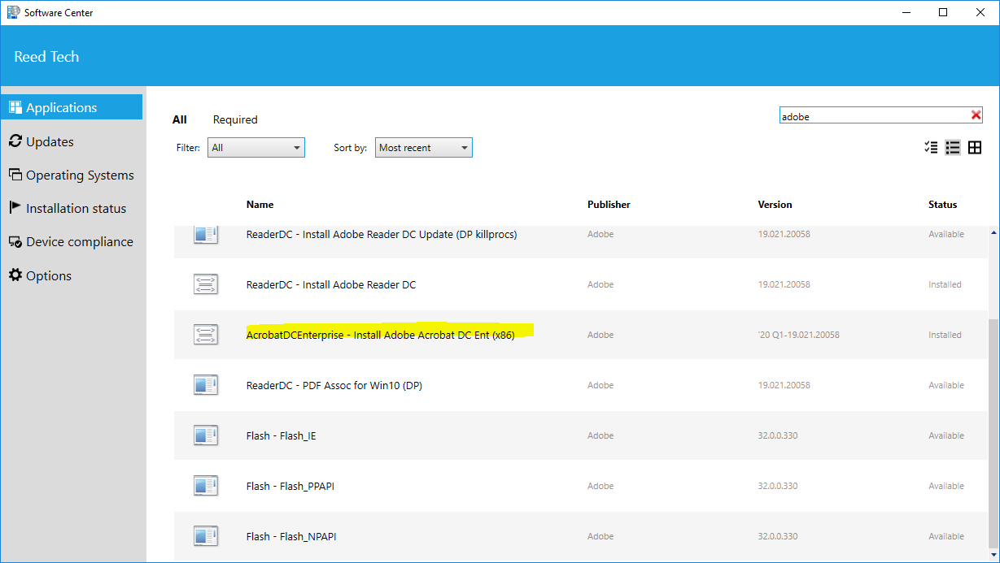 Software Center
Reed Tech
Applications
Updates
Operating Systems
Installation status
Device compliance
Options
All Required
adobe
Filter: All Sort by: Most recent
Name Publisher Version Status
ReaderDC - Install Adobe Reader DC Update (DP killprocs) Adobe 19.021.20058 Available
ReaderDC - Install Adobe Reader DC Adobe 19.021.20058 Installed
AcrobatDCEnterprise - Install Adobe Acrobat DC Ent (x86) Adobe '20 Q1-19.021.20058 Installed
ReaderDC - PDF Assoc for Win10 (DP) Adobe 19.021.20058 Available
Flash - Flash_IE Adobe 32.0.0.330 Available
Flash - Flash_PPAPI Adobe 32.0.0.330 Available
Flash - Flash_NPAPI Adobe 32.0.0.330 Available